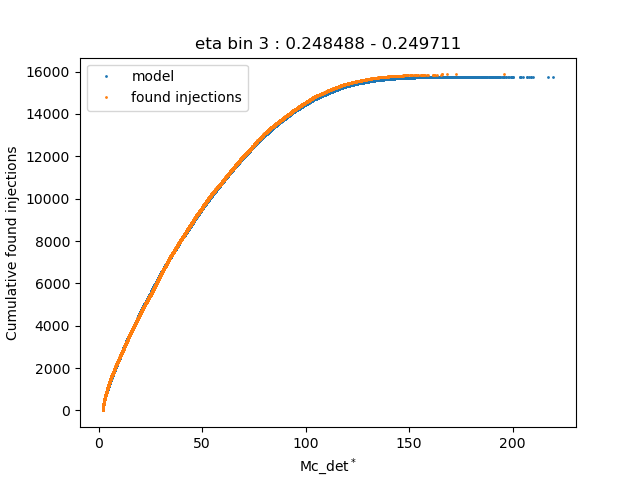 eta bin 3 : 0.248488 - 0.249711
model
found injections
16000
14000
12000
10000
8000
6000
4000
2000
0
Cumulative found injections
0 50 100 150 200
Mc_det*